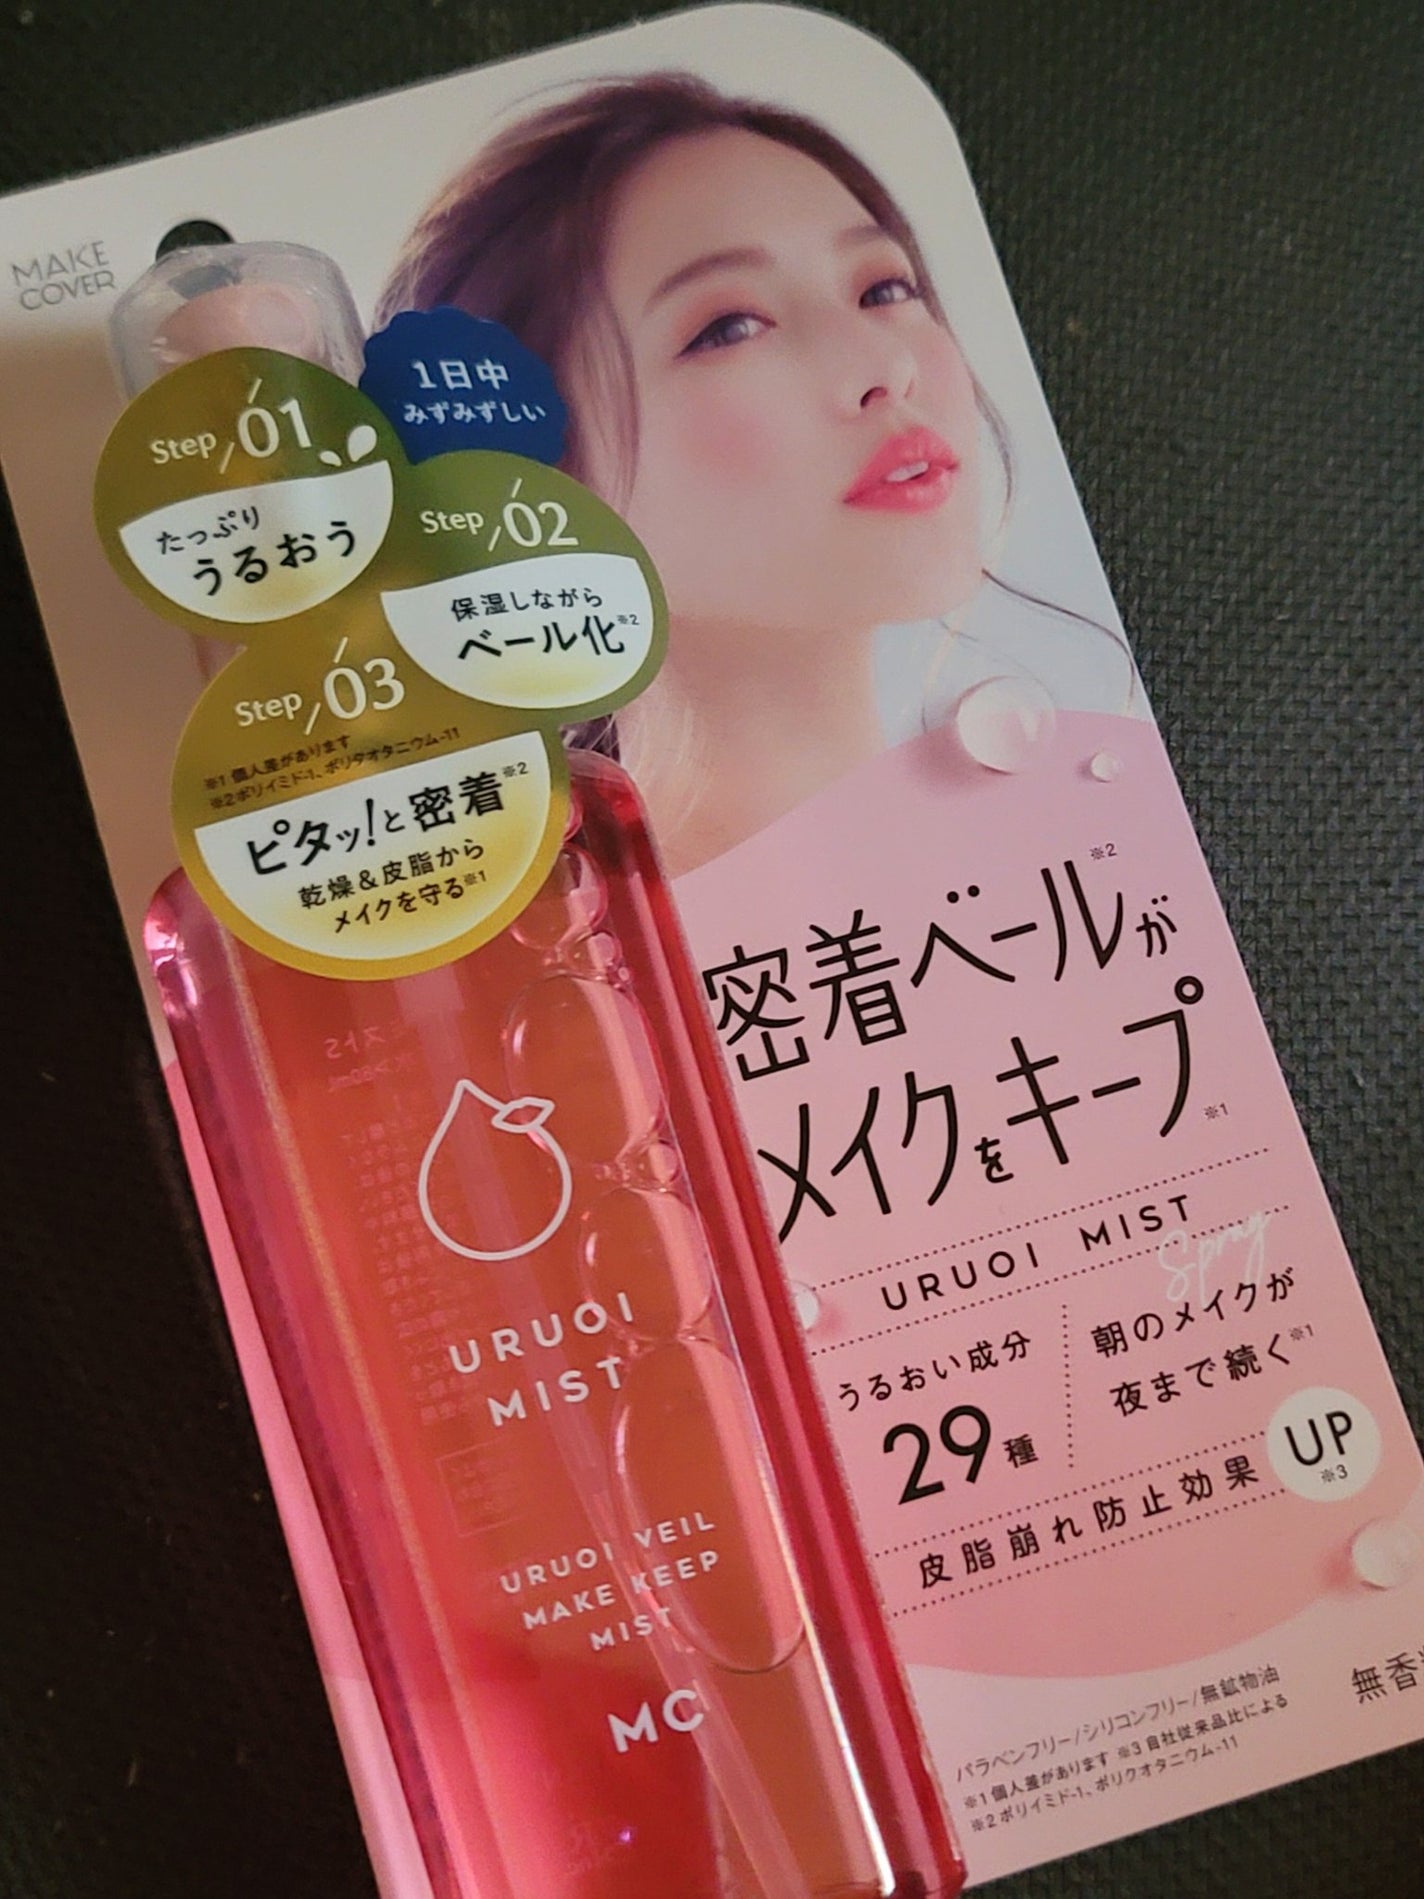 MAKE
COVER
1日中
みずみずしい
Step/01
たっぷり
うるおう
Step/02
保湿しながら
ベール化※2
Step/03
※1 個人差があります
※2 ポリイミド-1、ポリクオタニウム-11
ピタッ!と密着※2
乾燥&皮脂から
メイクを守る※1
密着ベールが※2
メイクをキープ※1
URUOI MIST
Spray
うるおい成分
29種
朝のメイクが
夜まで続く※1
皮脂崩れ防止効果
UP
※3
URUOI
MIST
URUOI VEIL
MAKE KEEP
MIST
MC
無香
パラベンフリー/シリコンフリー/無鉱物油
※1 個人差があります ※3 自社従来品比による
※2 ポリイミド-1、ポリクオタニウム-11